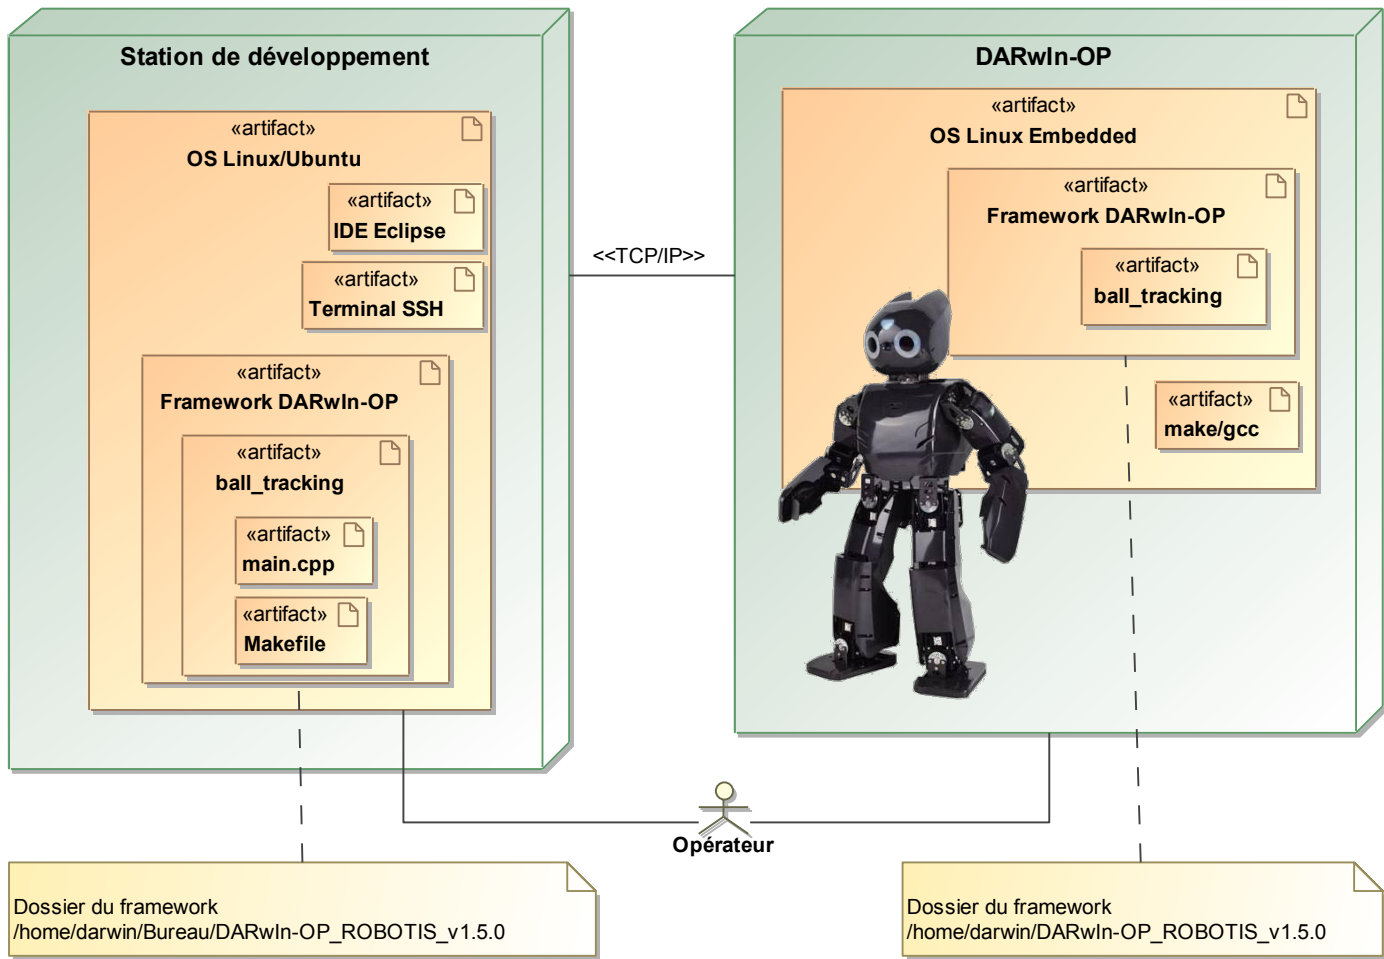 Station de développement
«artifact»
OS Linux/Ubuntu
«artifact»
IDE Eclipse
«artifact»
Terminal SSH
«artifact»
Framework DARwIn-OP
«artifact»
ball_tracking
«artifact»
main.cpp
«artifact»
Makefile
<<TCP/IP>>
DARwIn-OP
«artifact»
OS Linux Embedded
«artifact»
Framework DARwIn-OP
«artifact»
ball_tracking
«artifact»
make/gcc
Opérateur
Dossier du framework
/home/darwin/Bureau/DARwIn-OP_ROBOTIS_v1.5.0
Dossier du framework
/home/darwin/DARwIn-OP_ROBOTIS_v1.5.0